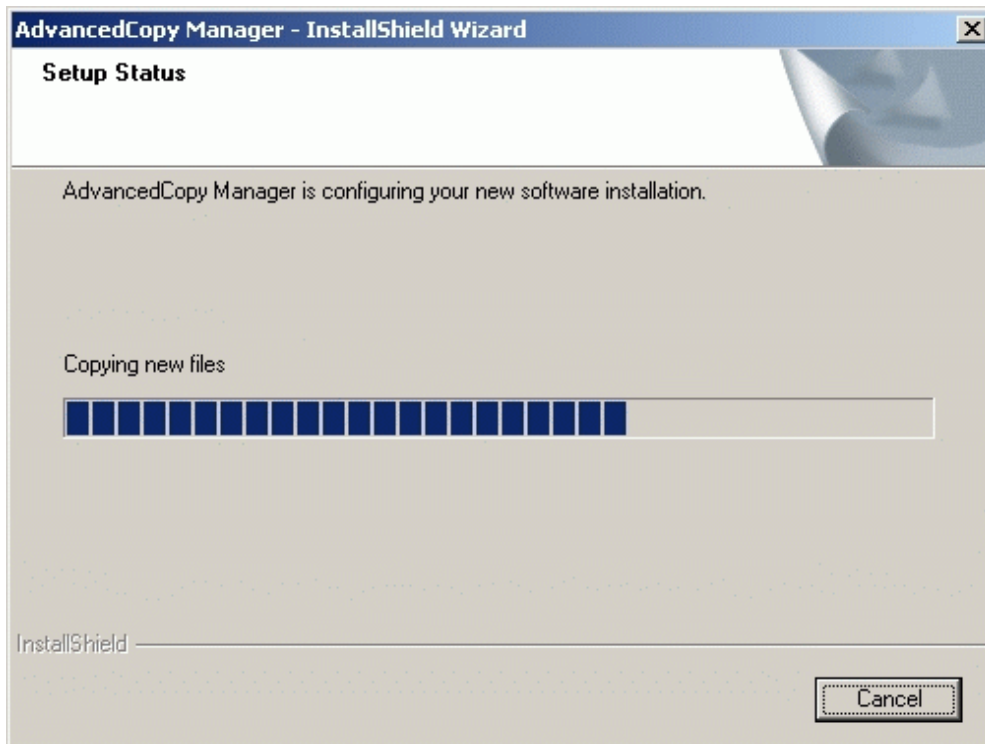 AdvancedCopy Manager - InstallShield Wizard
Setup Status
AdvancedCopy Manager is configuring your new software installation.
Copying new files
InstallShield
Cancel